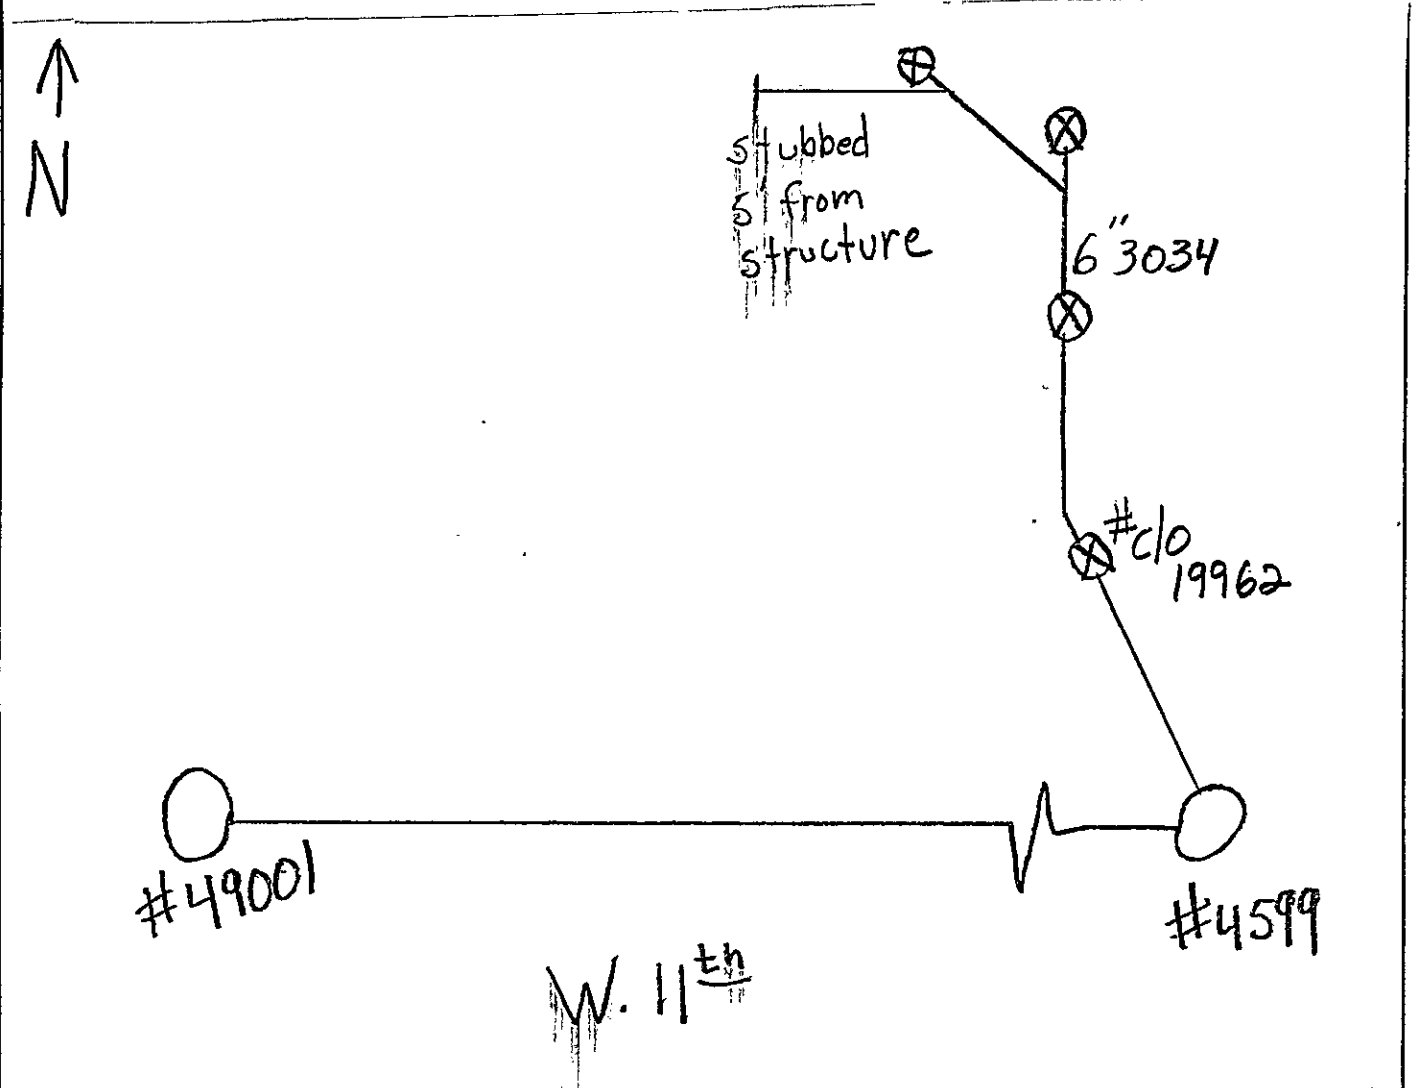 N
Stubbed
5' from
structure
6" 3034
#c/o
19962
#49001
#4599
W. 11th